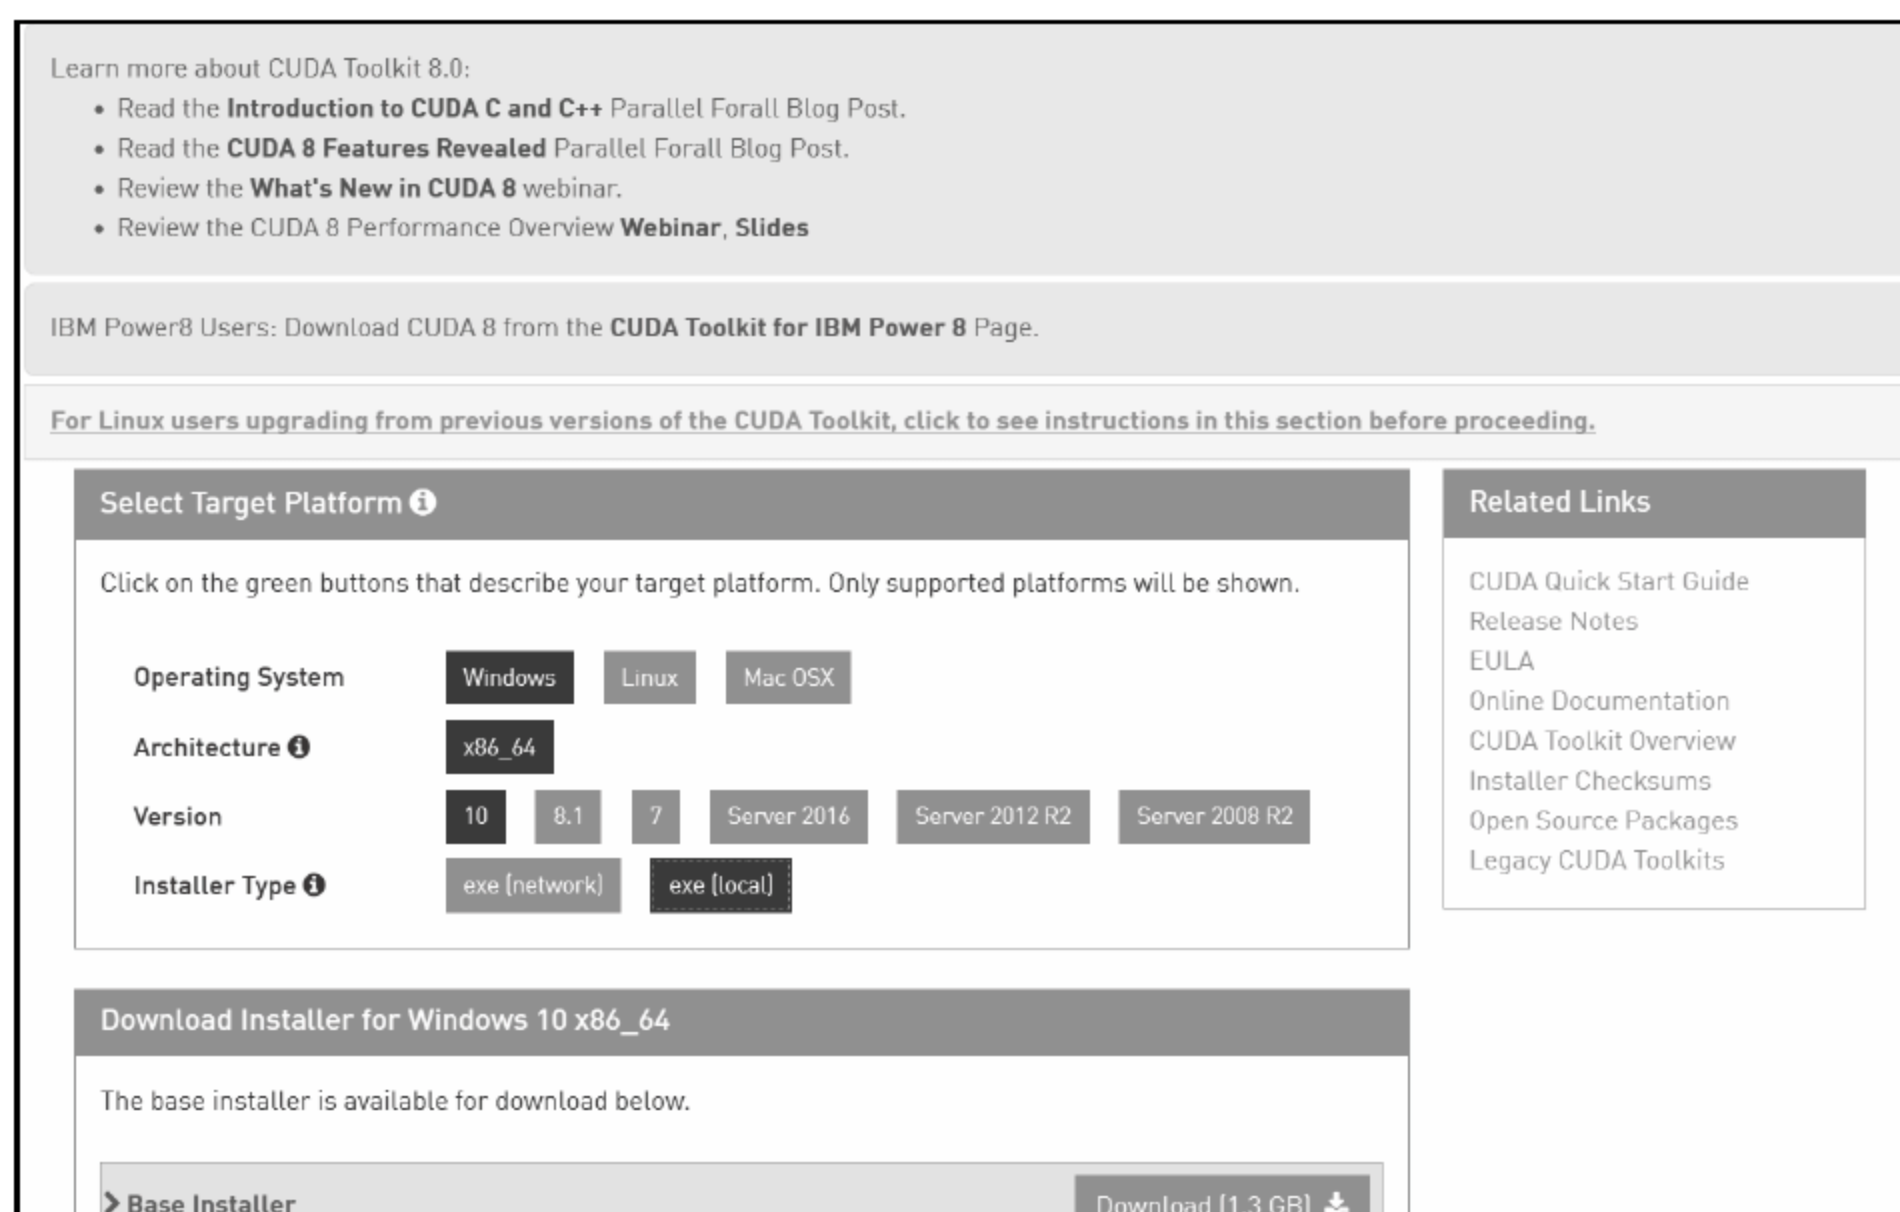 Learn more about CUDA Toolkit 8.0:
• Read the Introduction to CUDA C and C++ Parallel Forall Blog Post.
• Read the CUDA 8 Features Revealed Parallel Forall Blog Post.
• Review the What's New in CUDA 8 webinar.
• Review the CUDA 8 Performance Overview Webinar, Slides
IBM Power8 Users: Download CUDA 8 from the CUDA Toolkit for IBM Power 8 Page.
For Linux users upgrading from previous versions of the CUDA Toolkit, click to see instructions in this section before proceeding.
Select Target Platform
Click on the green buttons that describe your target platform. Only supported platforms will be shown.
Operating System Windows Linux Mac OSX
Architecture x86_64
Version 10 8.1 7 Server 2016 Server 2012 R2 Server 2008 R2
Installer Type exe (network) exe (local)
Related Links
CUDA Quick Start Guide
Release Notes
EULA
Online Documentation
CUDA Toolkit Overview
Installer Checksums
Open Source Packages
Legacy CUDA Toolkits
Download Installer for Windows 10 x86_64
The base installer is available for download below.
Base Installer Download (1.3 GB)